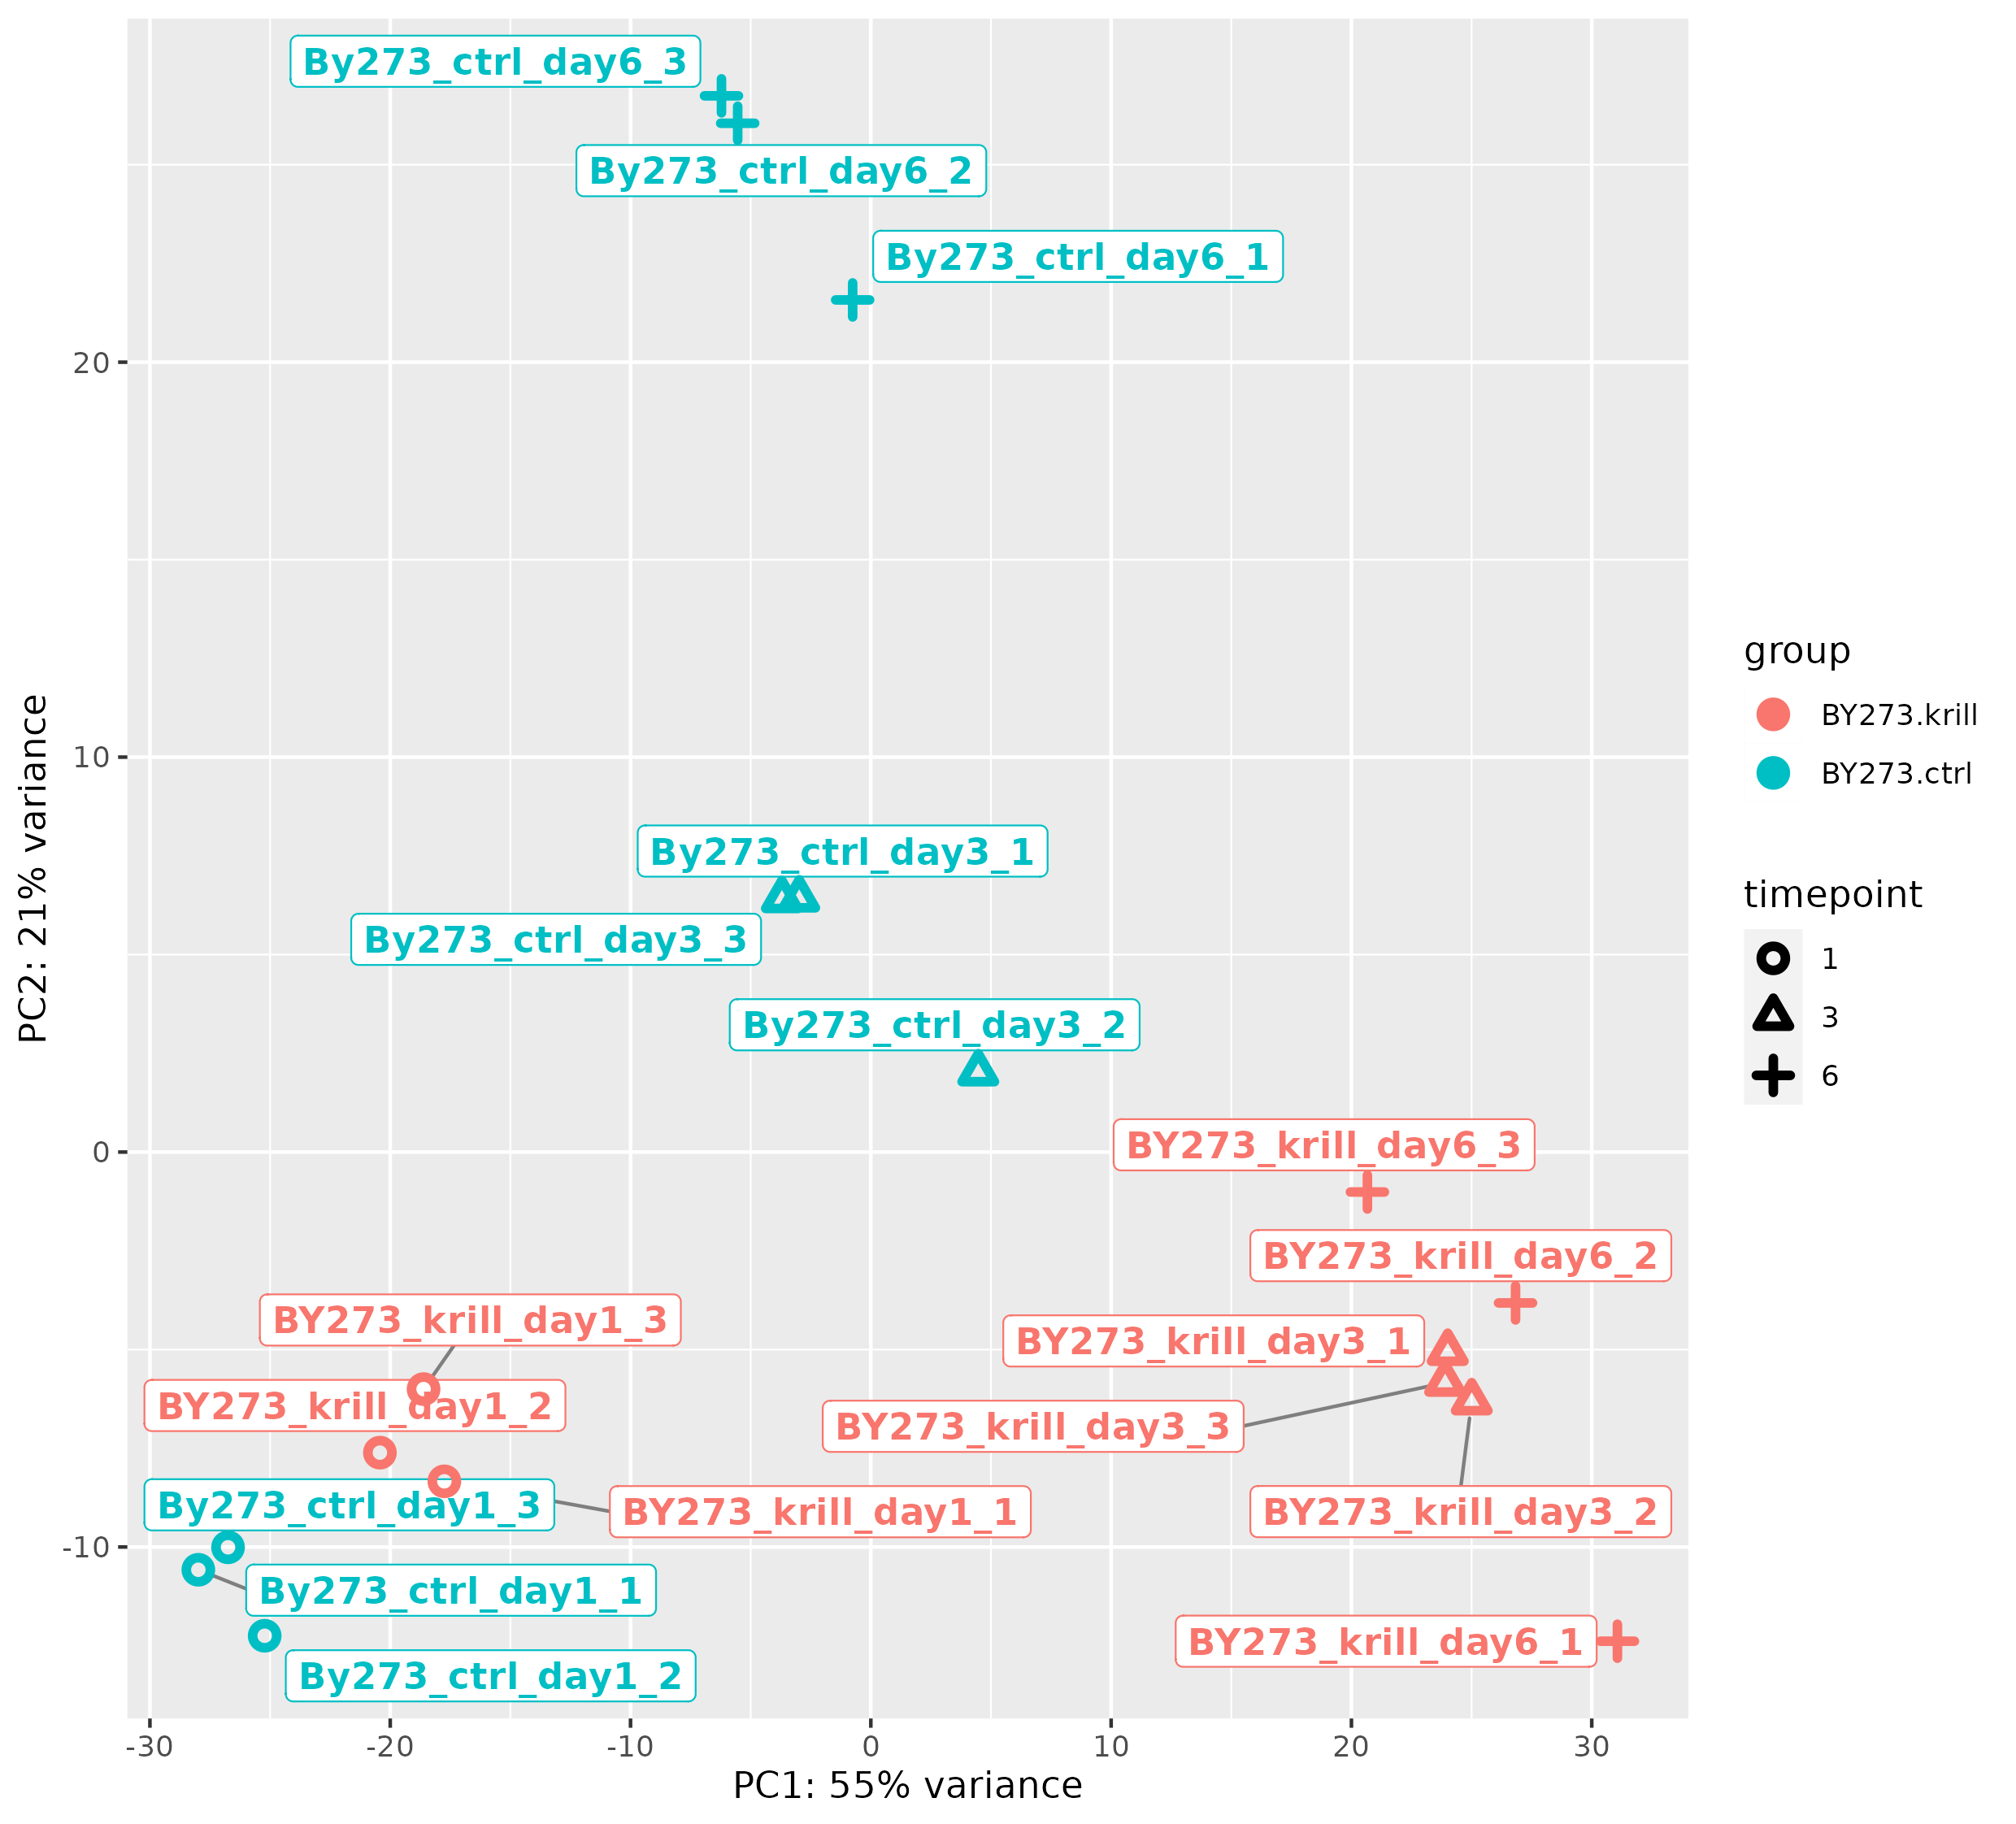 By273_ctrl_day6_3
By273_ctrl_day6_2
By273_ctrl_day6_1
20
10
By273_ctrl_day3_1
By273_ctrl_day3_3
By273_ctrl_day3_2
0
BY273_krill_day6_3
BY273_krill_day6_2
BY273_krill_day1_3
BY273_krill_day3_1
BY273_krill_day1_2
BY273_krill_day3_3
By273_ctrl_day1_3
BY273_krill_day1_1
BY273_krill_day3_2
-10
By273_ctrl_day1_1
BY273_krill_day6_1
By273_ctrl_day1_2
-30
-20
-10
0
10
20
30
PC1: 55% variance
PC2: 21% variance
group
BY273.krill
BY273.ctrl
timepoint
1
3
6